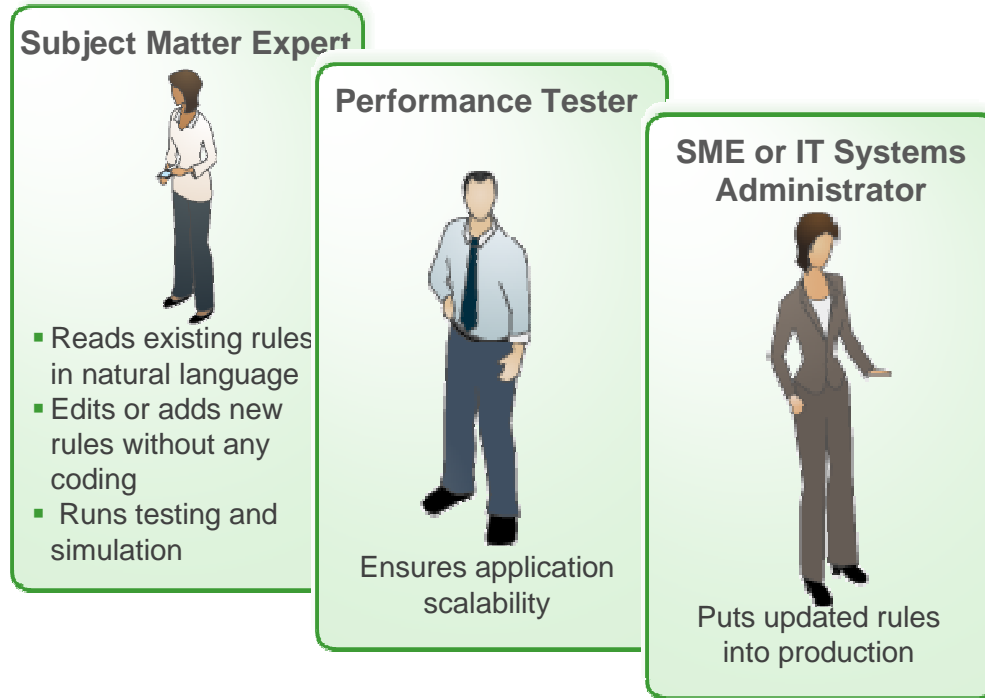 Subject Matter Expert
▪ Reads existing rules
in natural language
▪ Edits or adds new
rules without any
coding
▪ Runs testing and
simulation
Performance Tester
Ensures application
scalability
SME or IT Systems
Administrator
Puts updated rules
into production